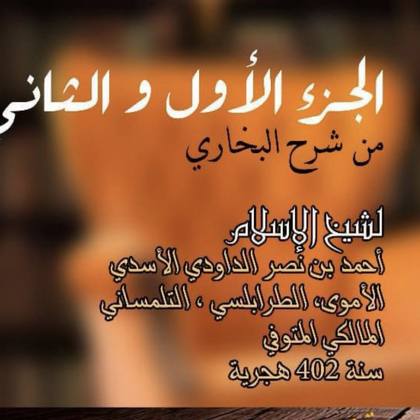 الجزء الأول و الثاني
من شرح البخاري
لشيخ الإسلام
أحمد بن نصر الداودي الأسدي
الأموى، الطرابلسي ، التلمساني
المالكي المتوفي
سنة 402 هجرية